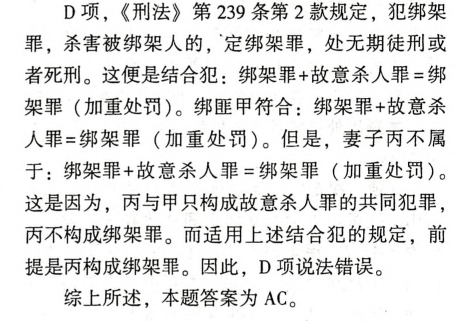 D项，《刑法》第239条第2款规定，犯绑架
罪，杀害被绑架人的，定绑架罪，处无期徒刑或
者死刑。这便是结合犯：绑架罪+故意杀人罪=绑
架罪（加重处罚）。绑匪甲符合：绑架罪+故意杀
人罪=绑架罪（加重处罚）。但是，妻子丙不属
于：绑架罪+故意杀人罪=绑架罪（加重处罚）。
这是因为，丙与甲只构成故意杀人罪的共同犯罪，
丙不构成绑架罪。而适用上述结合犯的规定，前
提是丙构成绑架罪。因此，D项说法错误。
综上所述，本题答案为AC。